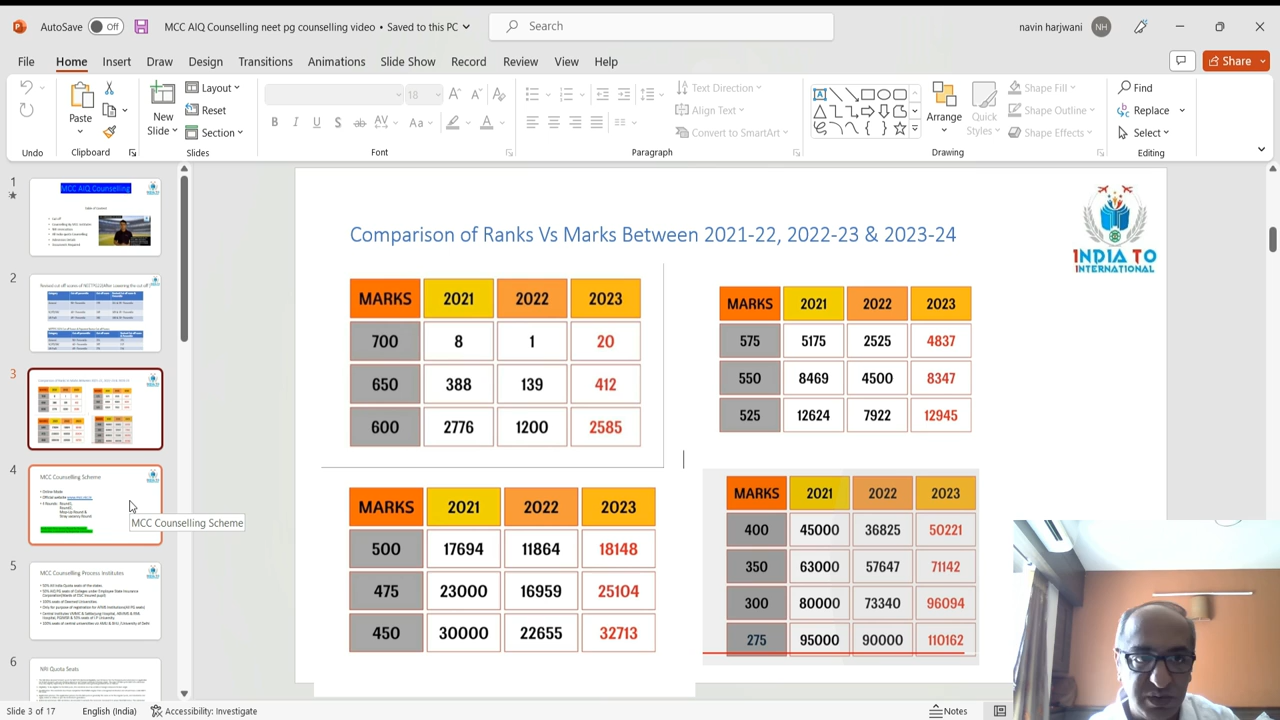 AutoSave
Off
MCC AIQ Counselling neet pg counselling video • Saved to this PC
Search
navin harjwani
NH
File
Home
Insert
Draw
Design
Transitions
Animations
Slide Show
Record
Review
View
Help
Share
Paste
New
Slide
Layout
Reset
Section
18
Text Direction
Align Text
Convert to SmartArt
Arrange
Quick
Styles
Shape Fill
Shape Outline
Shape Effects
Find
Replace
Select
Undo
Clipboard
Slides
Font
Paragraph
Drawing
Editing
1
MCC AIQ Counselling
2
3
4
MCC Counselling Scheme
MCC Counselling Scheme
5
MCC Counselling Process Institutes
6
NRI Quota Seats
Comparison of Ranks Vs Marks Between 2021-22, 2022-23 & 2023-24
INDIA TO
INTERNATIONAL
MARKS 2021 2022 2023
700 8 1 20
650 388 139 412
600 2776 1200 2585
MARKS 2021 2022 2023
575 5175 2525 4837
550 8469 4500 8347
525 12624 7922 12945
MARKS 2021 2022 2023
500 17694 11864 18148
475 23000 16959 25104
450 30000 22655 32713
MARKS 2021 2022 2023
400 45000 36825 50221
350 63000 57647 71142
300 80000 73340 96094
275 95000 90000 110162
Slide 3 of 17
English (India)
Accessibility: Investigate
Notes